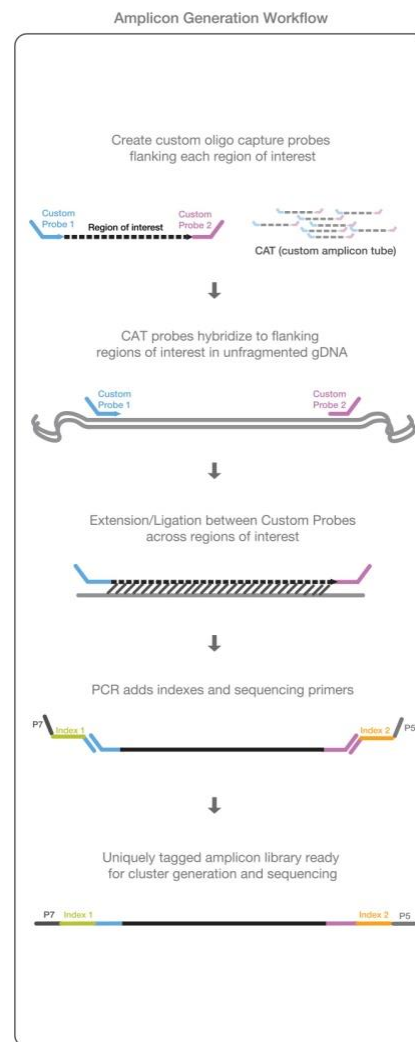 Amplicon Generation Workflow
Create custom oligo capture probes
flanking each region of interest
Custom
Probe 1
Region of interest
Custom
Probe 2
CAT (custom amplicon tube)
CAT probes hybridize to flanking
regions of interest in unfragmented gDNA
Custom
Probe 1
Custom
Probe 2
Extension/Ligation between Custom Probes
across regions of interest
PCR adds indexes and sequencing primers
P7
Index 1
Index 2
P5
Uniquely tagged amplicon library ready
for cluster generation and sequencing
P7
Index 1
Index 2
P5